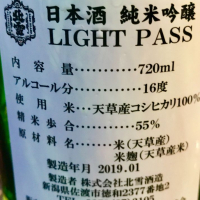 北雪
日本酒 純米吟醸
LIGHT PASS
内容量………………720ml
アルコール分…………16度
使用米……天草産コシヒカリ100%
精米歩合………………55%
原材料名………米(天草産)
米麹(天草産米)
製造年月 2019.01
製造者 株式会社 北雪酒造
新潟県佐渡市徳和2377番地2